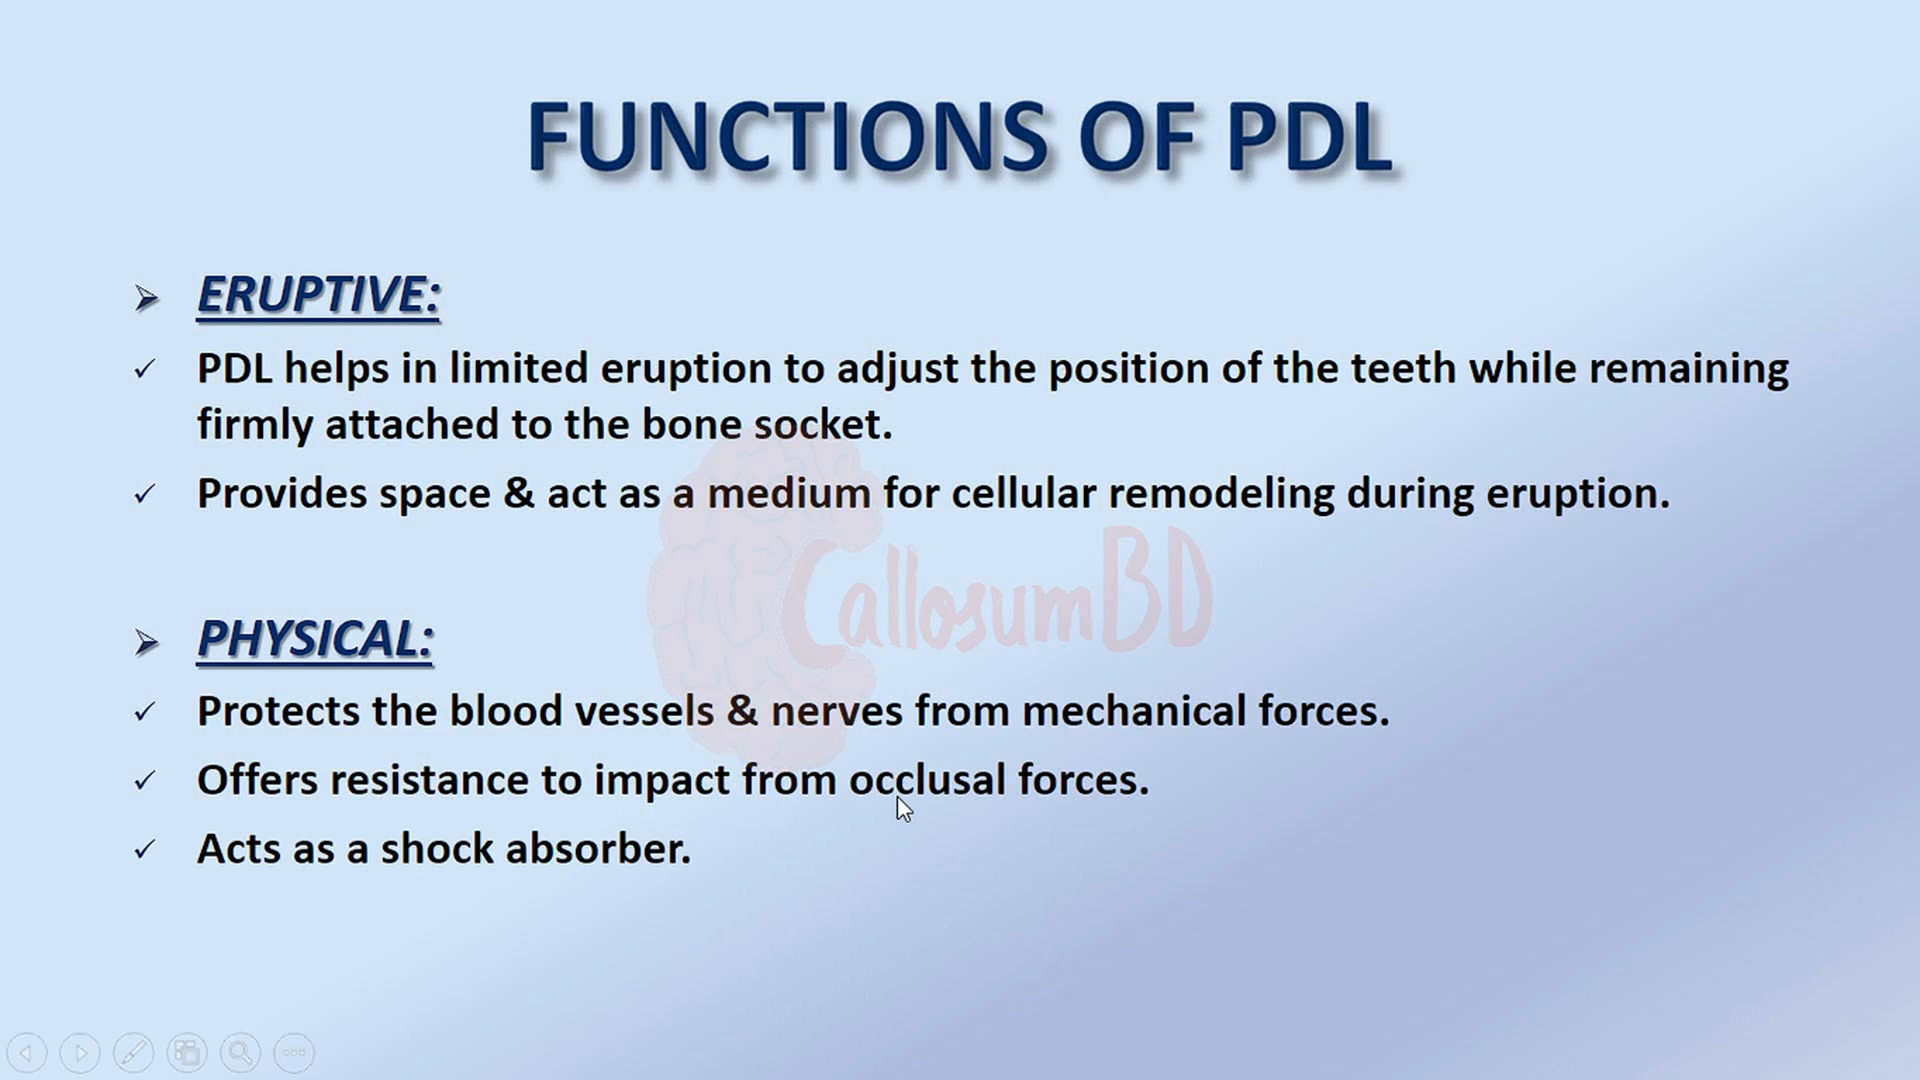 FUNCTIONS OF PDL
➢ ERUPTIVE:
✓ PDL helps in limited eruption to adjust the position of the teeth while remaining
firmly attached to the bone socket.
✓ Provides space & act as a medium for cellular remodeling during eruption.
CallosumBD
➢ PHYSICAL:
✓ Protects the blood vessels & nerves from mechanical forces.
✓ Offers resistance to impact from occlusal forces.
✓ Acts as a shock absorber.